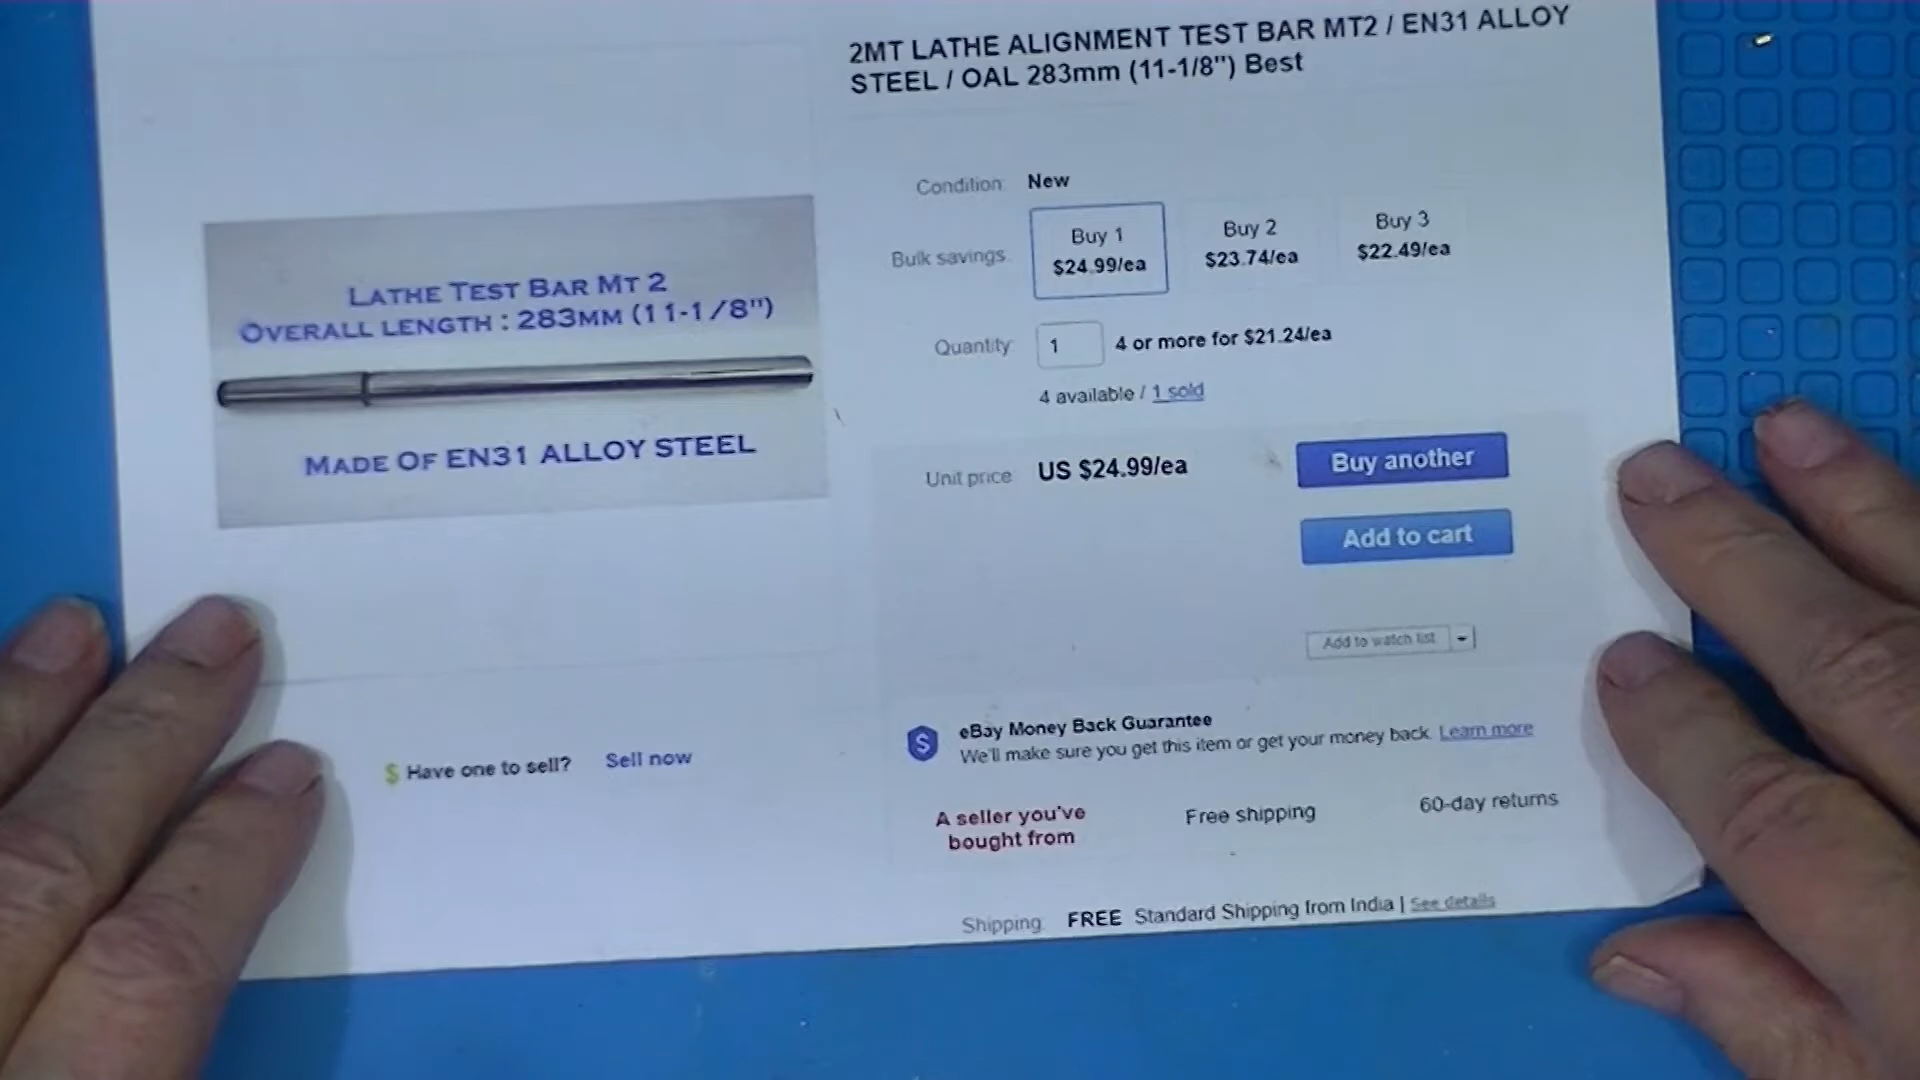 2MT LATHE ALIGNMENT TEST BAR MT2 / EN31 ALLOY
STEEL / OAL 283mm (11-1/8") Best
LATHE TEST BAR MT 2
OVERALL LENGTH : 283MM (11-1/8")
MADE OF EN31 ALLOY STEEL
Condition: New
Bulk savings:
Buy 1
$24.99/ea
Buy 2
$23.74/ea
Buy 3
$22.49/ea
Quantity: 1 4 or more for $21.24/ea
4 available / 1 sold
Unit price: US $24.99/ea
Buy another
Add to cart
Add to watch list
$ Have one to sell? Sell now
$ eBay Money Back Guarantee
We'll make sure you get this item or get your money back. Learn more
A seller you've
bought from
Free shipping
60-day returns
Shipping: FREE Standard Shipping from India | See details